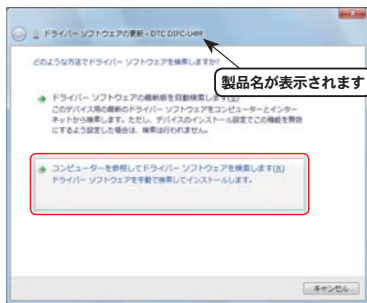 ドライバー ソフトウェアの更新 - DTC DIFC-U4M
どのような方法でドライバー ソフトウェアを検索しますか?
製品名が表示されます
ドライバー ソフトウェアの最新版を自動検索します(S)
このデバイス用の最新のドライバー ソフトウェアをコンピューターとインター
ネットから検索します。ただし、デバイスのインストール設定でこの機能を無効
にするよう設定した場合は、検索は行われません。
コンピューターを参照してドライバー ソフトウェアを検索します(R)
ドライバー ソフトウェアを手動で検索してインストールします。
キャンセル